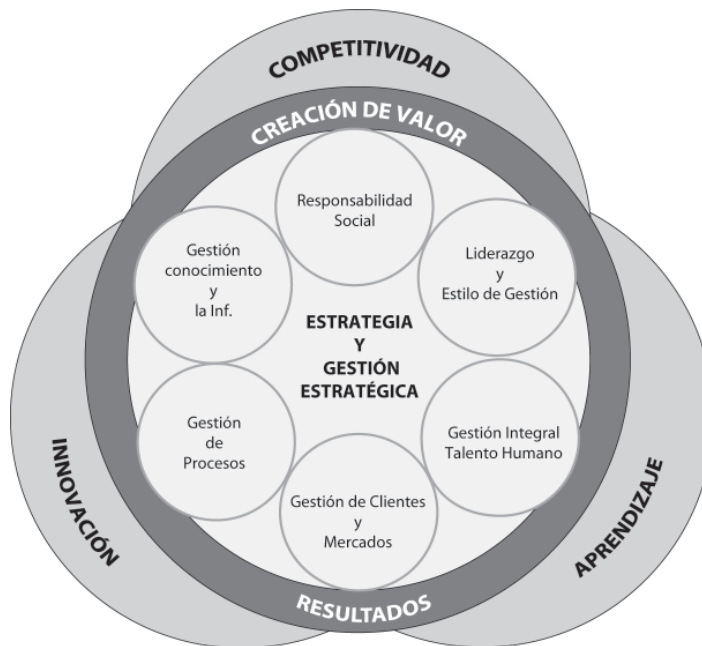 COMPETITIVIDAD
CREACIÓN DE VALOR
Responsabilidad
Social
Gestión
conocimiento
y
la Inf.
Liderazgo
y
Estilo de Gestión
ESTRATEGIA
Y
GESTIÓN
ESTRATÉGICA
Gestión
de
Procesos
Gestión Integral
Talento Humano
Gestión de Clientes
y
Mercados
INNOVACIÓN
APRENDIZAJE
RESULTADOS